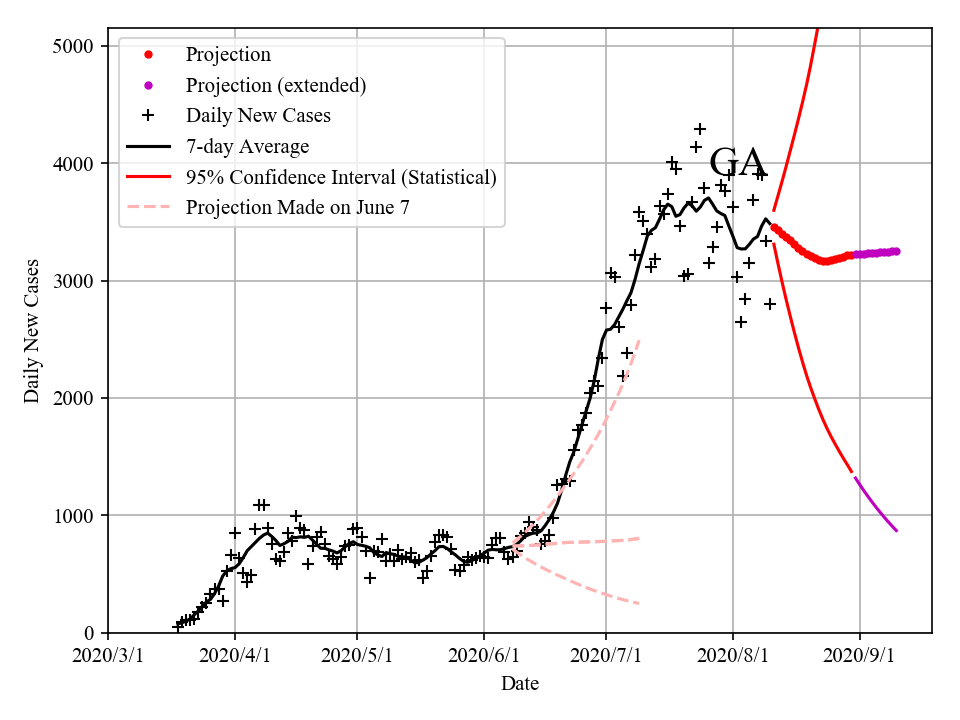 5000
4000
3000
2000
1000
0
Daily New Cases
Projection
Projection (extended)
Daily New Cases
7-day Average
95% Confidence Interval (Statistical)
Projection Made on June 7
GA
2020/3/1 2020/4/1 2020/5/1 2020/6/1 2020/7/1 2020/8/1 2020/9/1
Date